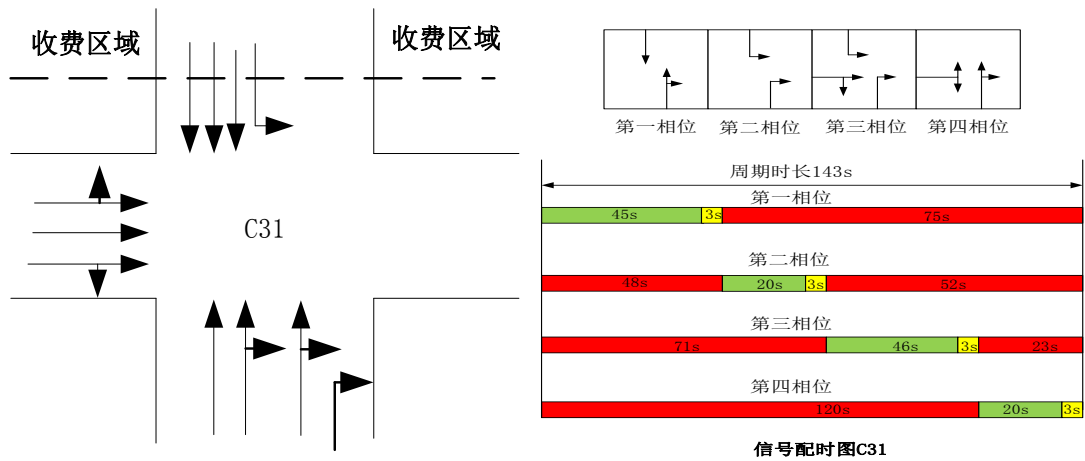 收费区域
收费区域
C31
第一相位 第二相位 第三相位 第四相位
周期时长143s
第一相位
45s 3s 75s
第二相位
48s 20s 3s 52s
第三相位
71s 46s 3s 23s
第四相位
120s 20s 3s
信号配时图C31